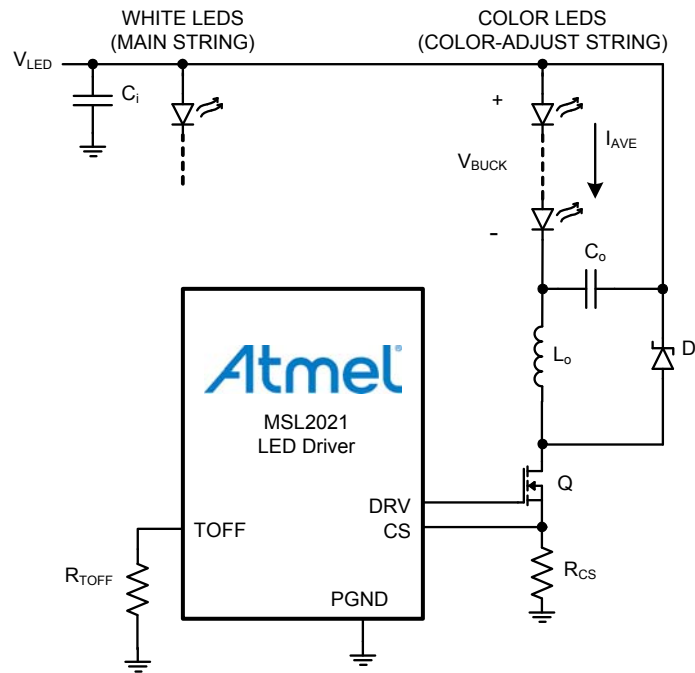 WHITE LEDS
(MAIN STRING)
COLOR LEDS
(COLOR-ADJUST STRING)
VLED
Ci
+
VBUCK
-
IAVE
Co
Lo
D
Atmel
MSL2021
LED Driver
Q
DRV
CS
TOFF
RTOFF
RCS
PGND